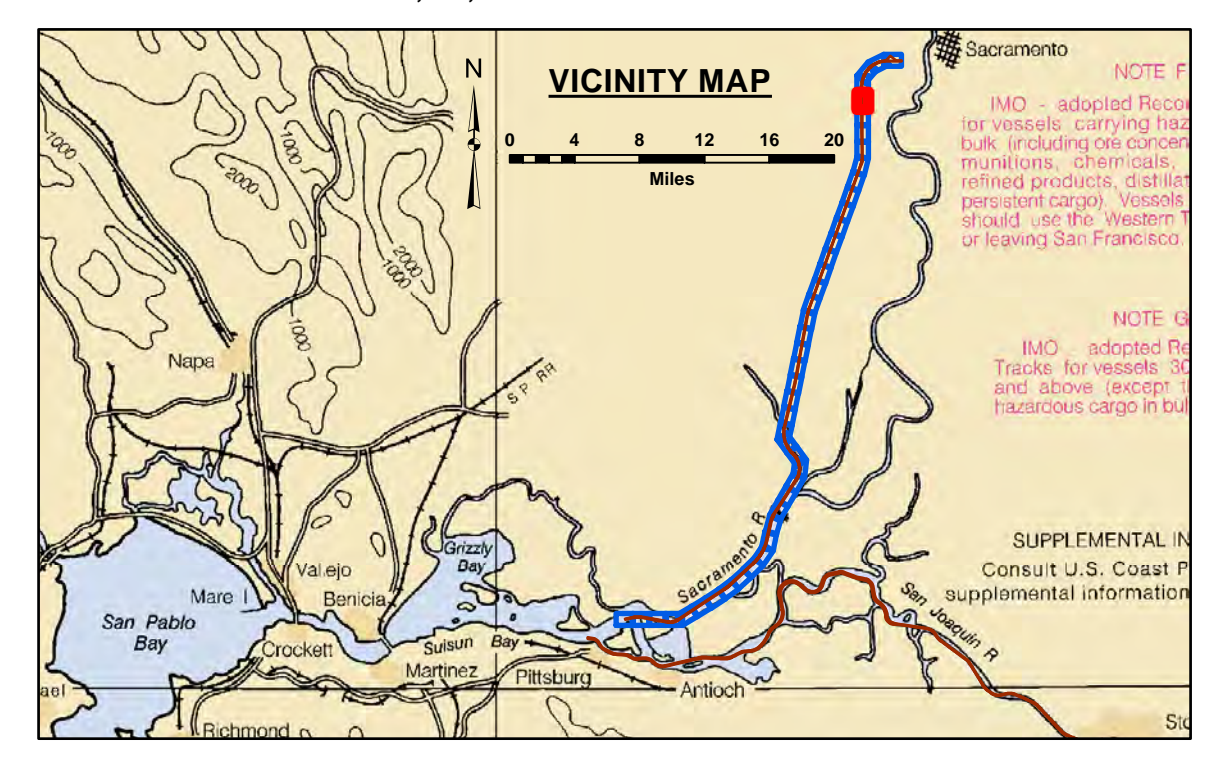 Sacramento
N
VICINITY MAP
0 4 8 12 16 20
Miles
NOTE F
IMO - adopted Recor
for vessels carrying haz
bulk (including ore concen
munitions, chemicals,
refined products, distillat
persistent cargo). Vessels
should use the Western T
or leaving San Francisco.
1000
1000
2000
2000
1000
1000
NOTE G
IMO - adopted Re
Tracks for vessels 30
and above (except t
hazardous cargo in bul
Napa
S P RR
Sacramento R
SUPPLEMENTAL IN
Consult U.S. Coast P
supplemental information
Grizzly
Bay
Vallejo
Mare I
Benicia
San Pablo
Bay
San Joaquin R
Crockett
Suisun Bay
Martinez
Pittsburg
Antioch
ael
Richmond
Sto